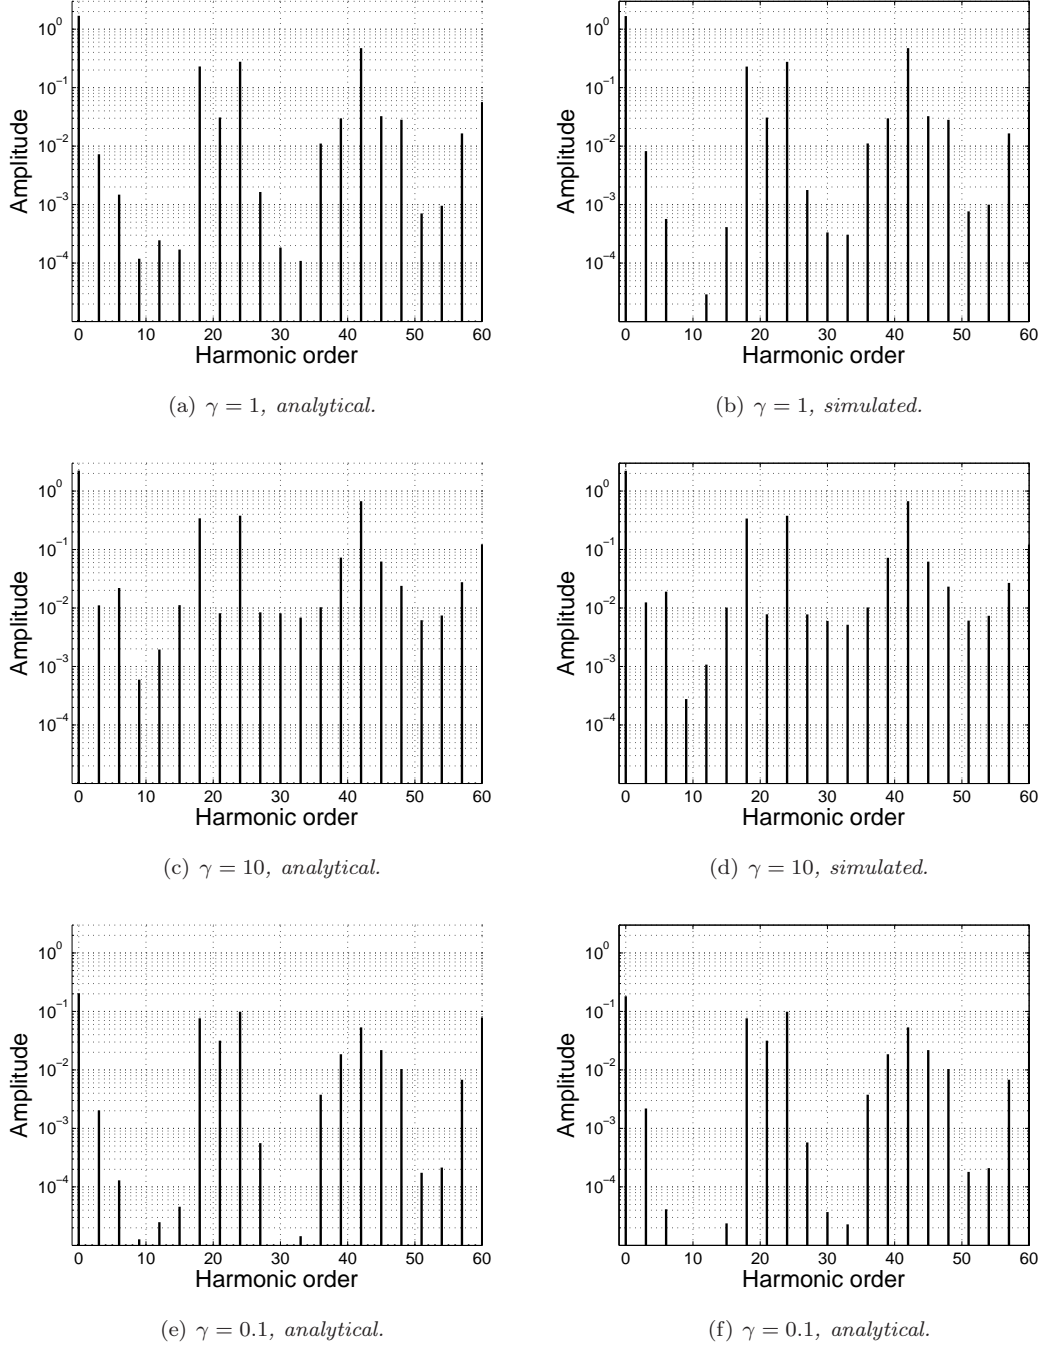 10^0
10^−1
10^−2
10^−3
10^−4
Amplitude
0 10 20 30 40 50 60
Harmonic order
(a) γ = 1, analytical.
10^0
10^−1
10^−2
10^−3
10^−4
Amplitude
0 10 20 30 40 50 60
Harmonic order
(b) γ = 1, simulated.
10^0
10^−1
10^−2
10^−3
10^−4
Amplitude
0 10 20 30 40 50 60
Harmonic order
(c) γ = 10, analytical.
10^0
10^−1
10^−2
10^−3
10^−4
Amplitude
0 10 20 30 40 50 60
Harmonic order
(d) γ = 10, simulated.
10^0
10^−1
10^−2
10^−3
10^−4
Amplitude
0 10 20 30 40 50 60
Harmonic order
(e) γ = 0.1, analytical.
10^0
10^−1
10^−2
10^−3
10^−4
Amplitude
0 10 20 30 40 50 60
Harmonic order
(f) γ = 0.1, analytical.